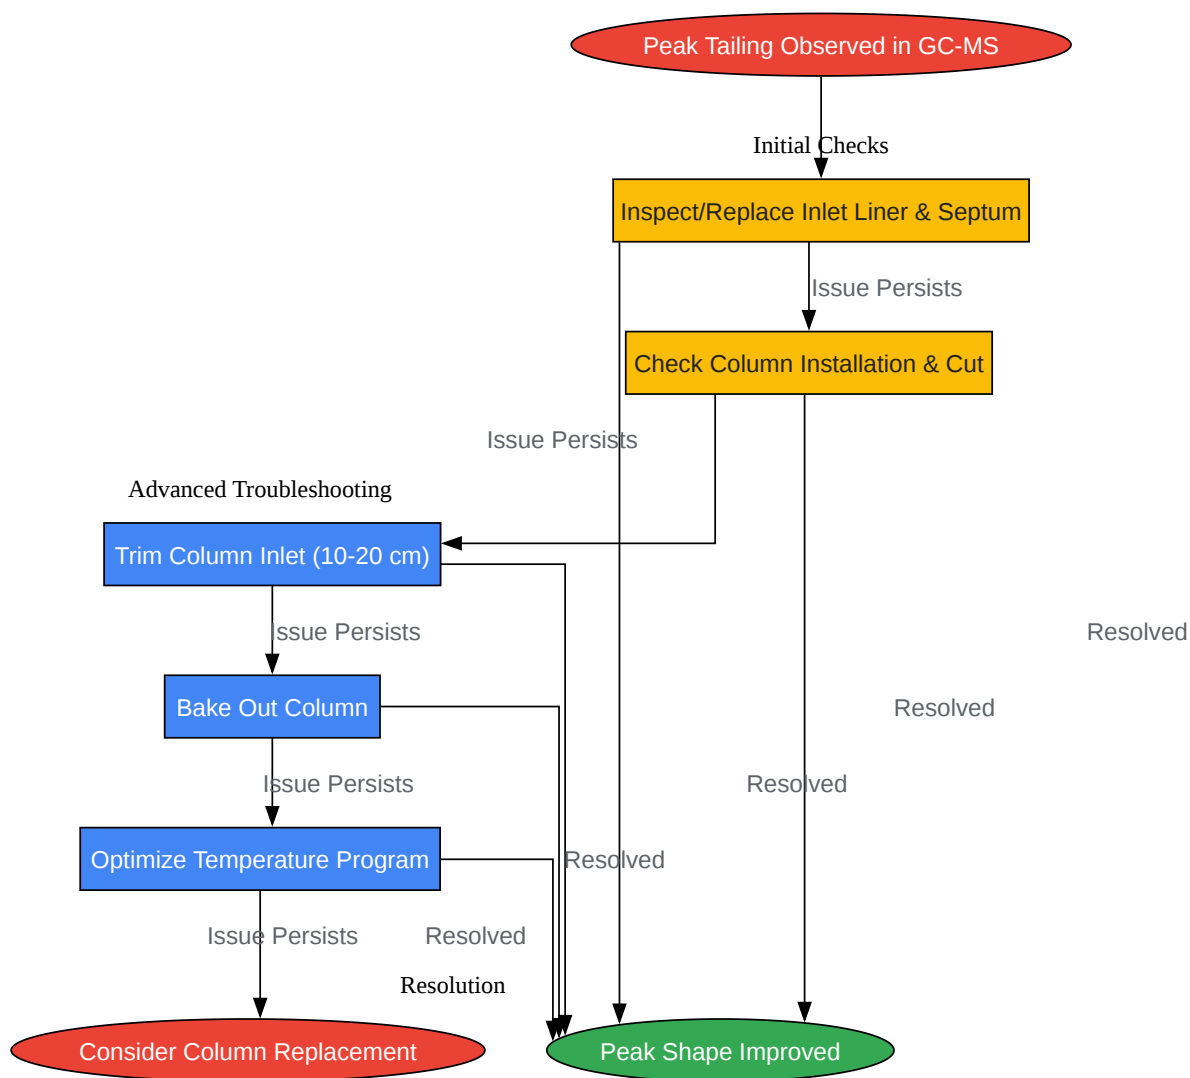 Peak Tailing Observed in GC-MS
Initial Checks
Inspect/Replace Inlet Liner & Septum
Issue Persists
Check Column Installation & Cut
Issue Persists
Advanced Troubleshooting
Trim Column Inlet (10-20 cm)
Issue Persists
Resolved
Bake Out Column
Resolved
Issue Persists
Resolved
Optimize Temperature Program
Resolved
Issue Persists
Resolved
Resolution
Consider Column Replacement
Peak Shape Improved